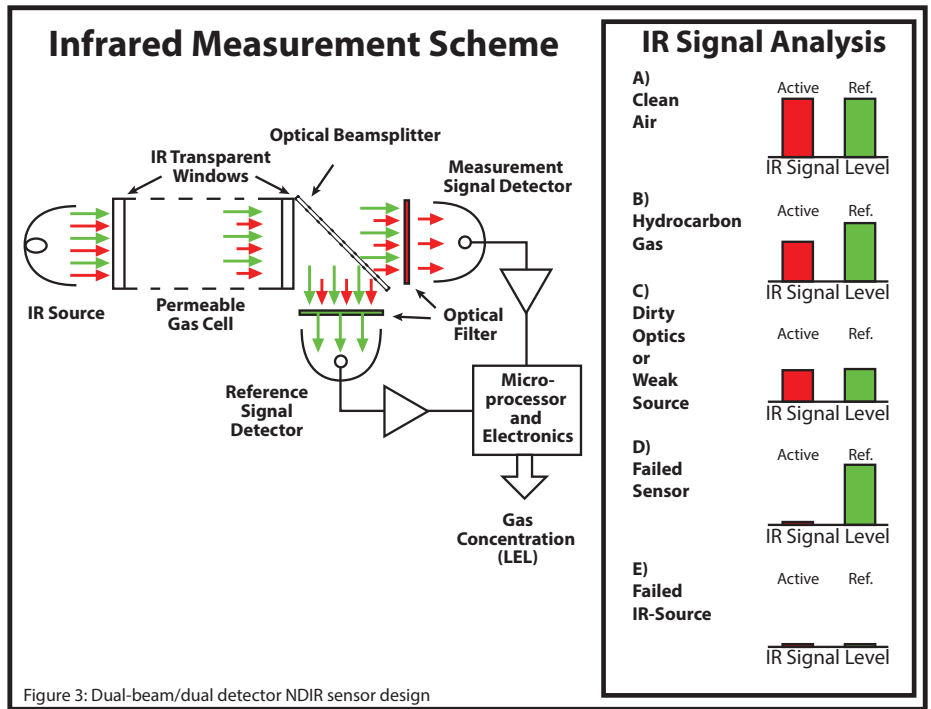 Infrared Measurement Scheme
Optical Beamsplitter
IR Transparent
Windows
Measurement
Signal Detector
IR Source
Permeable
Gas Cell
Optical
Filter
Reference
Signal
Detector
Micro-
processor
and
Electronics
Gas
Concentration
(LEL)
Figure 3: Dual-beam/dual detector NDIR sensor design
IR Signal Analysis
A)
Clean
Air
Active Ref.
IR Signal Level
B)
Hydrocarbon
Gas
Active Ref.
IR Signal Level
C)
Dirty
Optics
or
Weak
Source
Active Ref.
IR Signal Level
D)
Failed
Sensor
Active Ref.
IR Signal Level
E)
Failed
IR-Source
Active Ref.
IR Signal Level